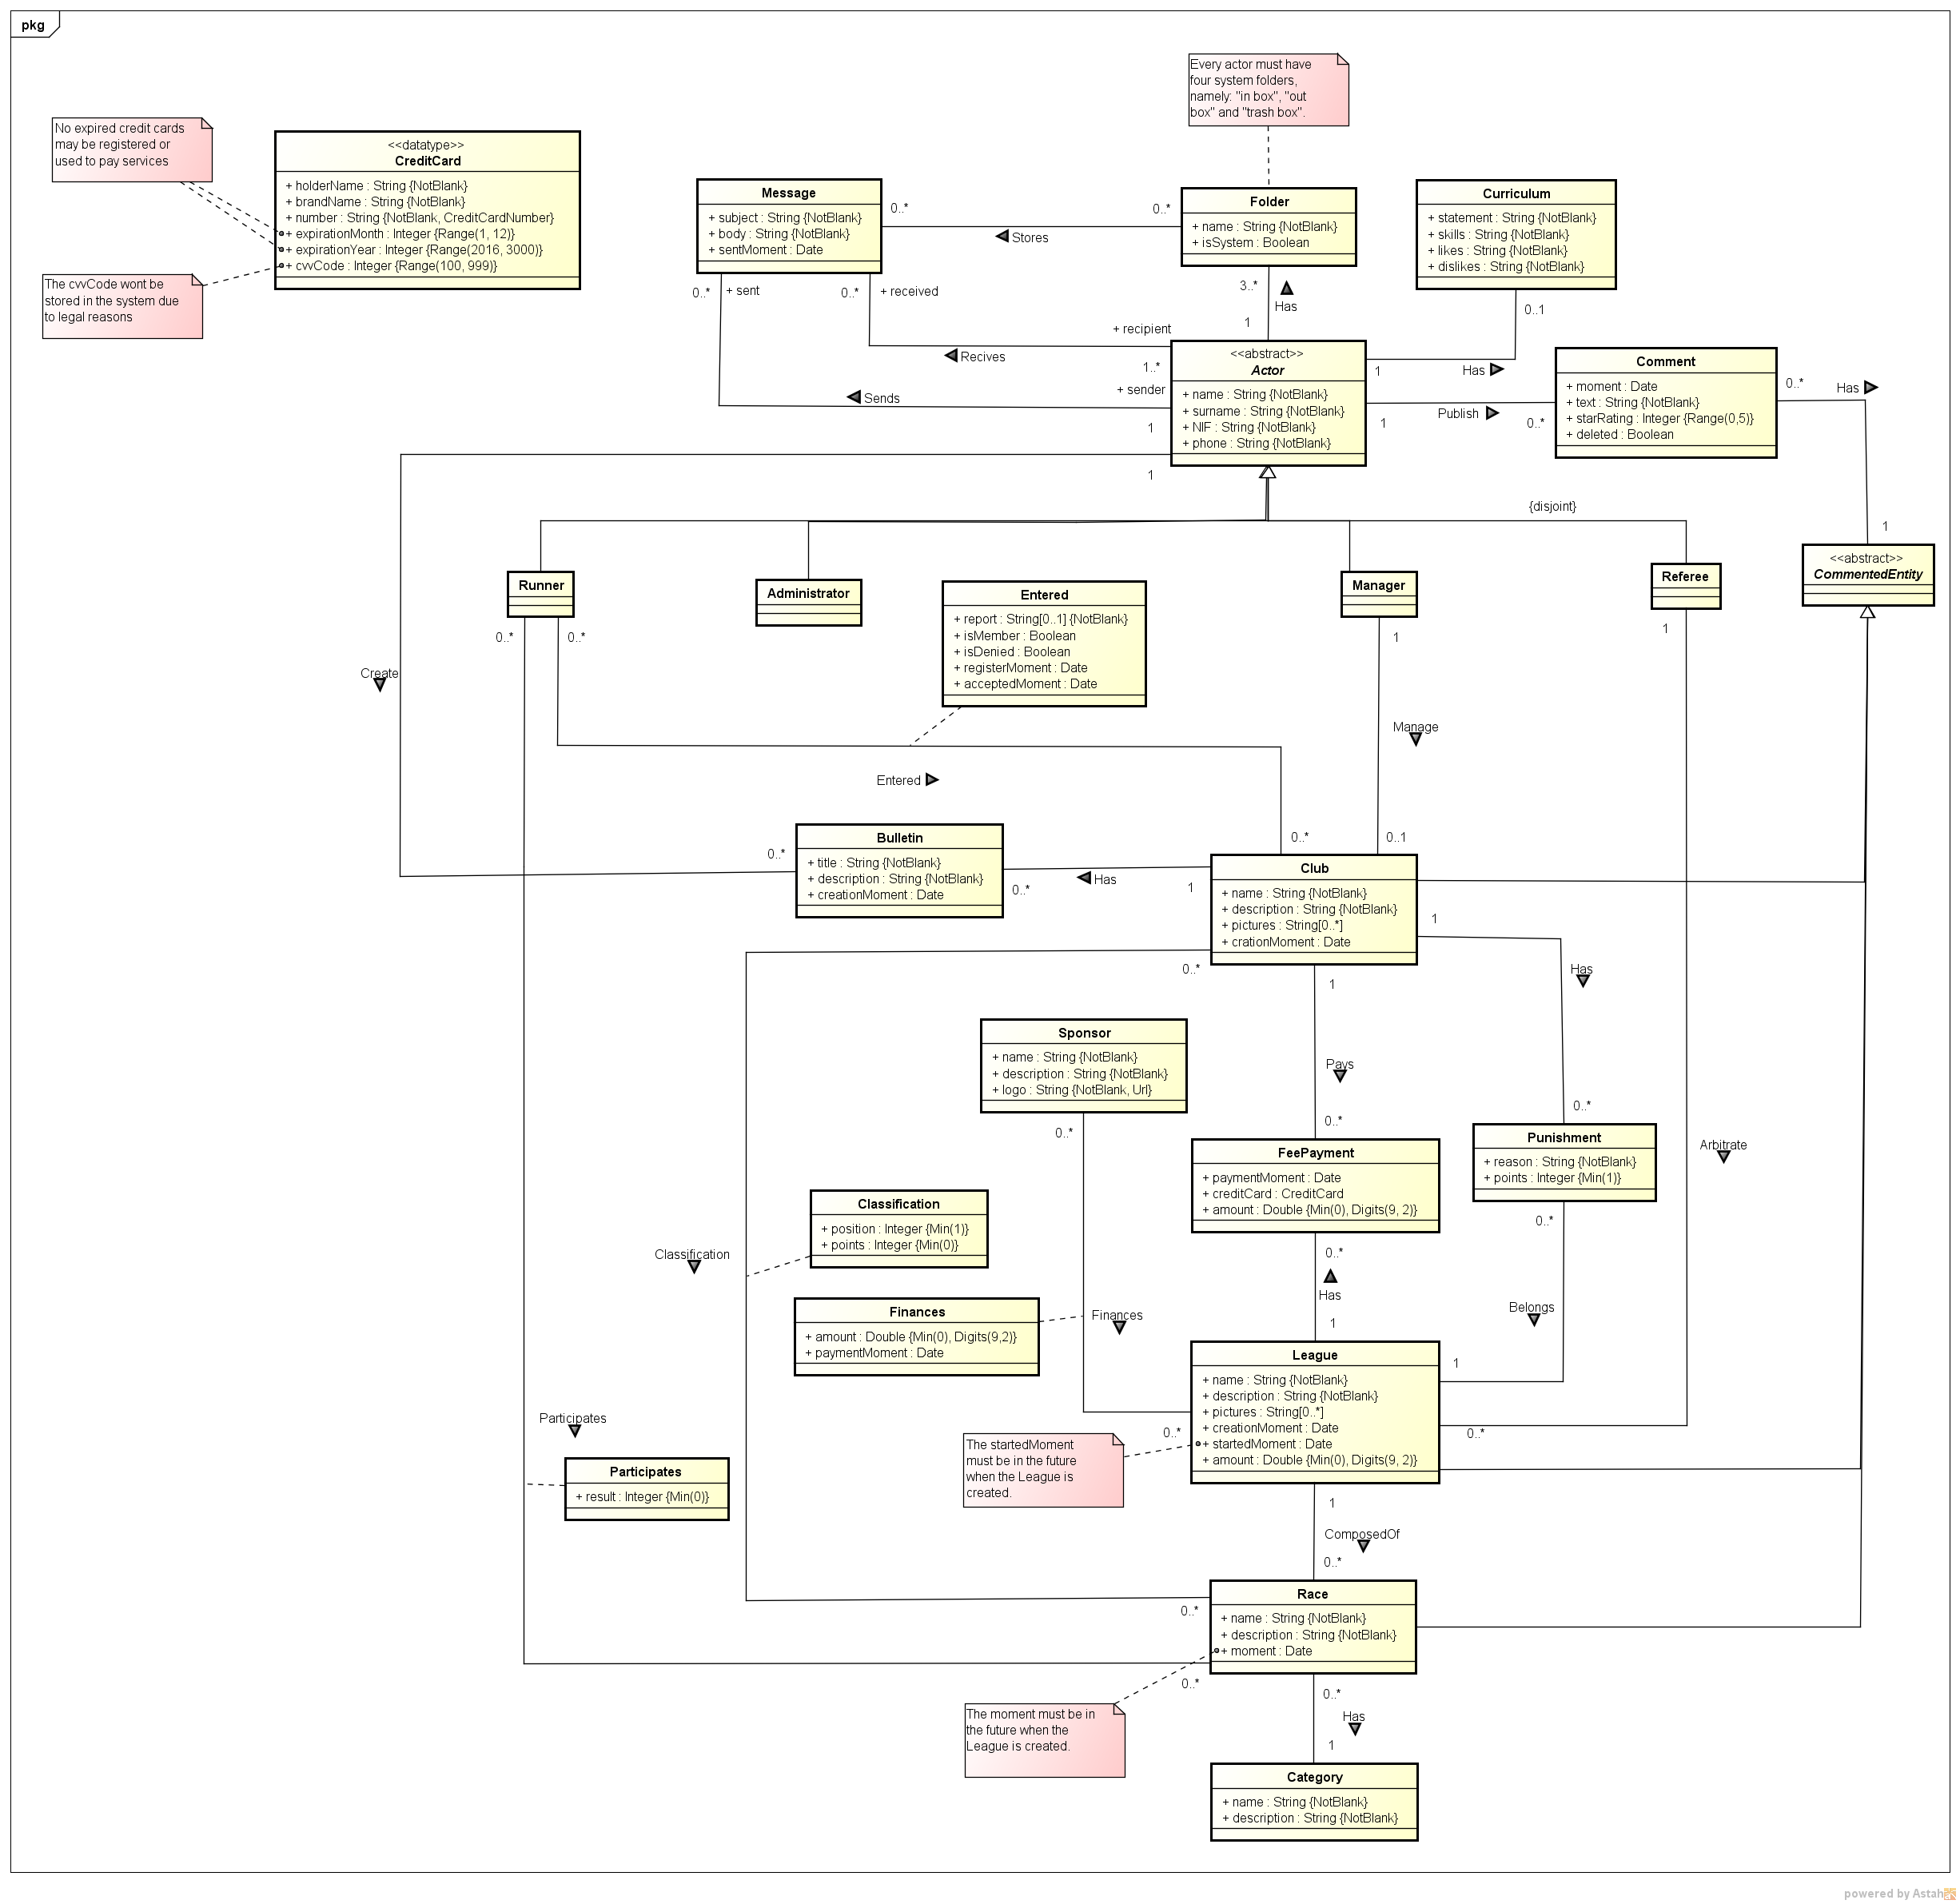 pkg
Every actor must have
four system folders,
namely: "in box", "out
box" and "trash box".
No expired credit cards
may be registered or
used to pay services
<<datatype>>
CreditCard
+ holderName : String {NotBlank}
+ brandName : String {NotBlank}
+ number : String {NotBlank, CreditCardNumber}
+ expirationMonth : Integer {Range(1, 12)}
+ expirationYear : Integer {Range(2016, 3000)}
+ cvvCode : Integer {Range(100, 999)}
The cvvCode wont be
stored in the system due
to legal reasons
Message
+ subject : String {NotBlank}
+ body : String {NotBlank}
+ sentMoment : Date
0..*
0..*
Stores
Folder
+ name : String {NotBlank}
+ isSystem : Boolean
Curriculum
+ statement : String {NotBlank}
+ skills : String {NotBlank}
+ likes : String {NotBlank}
+ dislikes : String {NotBlank}
0..*
+ sent
0..*
+ received
3..*
Has
1
0..1
+ recipient
Recives
1..*
+ sender
Sends
1
1
<<abstract>>
Actor
+ name : String {NotBlank}
+ surname : String {NotBlank}
+ NIF : String {NotBlank}
+ phone : String {NotBlank}
1
Has
Publish
1
0..*
Comment
+ moment : Date
+ text : String {NotBlank}
+ starRating : Integer {Range(0,5)}
+ deleted : Boolean
0..*
Has
1
{disjoint}
<<abstract>>
CommentedEntity
Runner
Administrator
Manager
Referee
0..*
0..*
1
1
Entered
+ report : String[0..1] {NotBlank}
+ isMember : Boolean
+ isDenied : Boolean
+ registerMoment : Date
+ acceptedMoment : Date
Create
Manage
Entered
0..*
0..1
Bulletin
+ title : String {NotBlank}
+ description : String {NotBlank}
+ creationMoment : Date
0..*
0..*
Has
1
Club
+ name : String {NotBlank}
+ description : String {NotBlank}
+ pictures : String[0..*]
+ crationMoment : Date
1
0..*
1
Has
Sponsor
+ name : String {NotBlank}
+ description : String {NotBlank}
+ logo : String {NotBlank, Url}
0..*
Pays
0..*
0..*
FeePayment
+ paymentMoment : Date
+ creditCard : CreditCard
+ amount : Double {Min(0), Digits(9, 2)}
Punishment
+ reason : String {NotBlank}
+ points : Integer {Min(1)}
0..*
Arbitrate
Classification
+ position : Integer {Min(1)}
+ points : Integer {Min(0)}
Classification
0..*
Has
1
Belongs
1
Finances
+ amount : Double {Min(0), Digits(9,2)}
+ paymentMoment : Date
Finances
League
+ name : String {NotBlank}
+ description : String {NotBlank}
+ pictures : String[0..*]
+ creationMoment : Date
+ startedMoment : Date
+ amount : Double {Min(0), Digits(9, 2)}
0..*
0..*
The startedMoment
must be in the future
when the League is
created.
Participates
Participates
+ result : Integer {Min(0)}
1
ComposedOf
0..*
Race
+ name : String {NotBlank}
+ description : String {NotBlank}
+ moment : Date
0..*
0..*
The moment must be in
the future when the
League is created.
0..*
Has
1
Category
+ name : String {NotBlank}
+ description : String {NotBlank}
powered by Astah